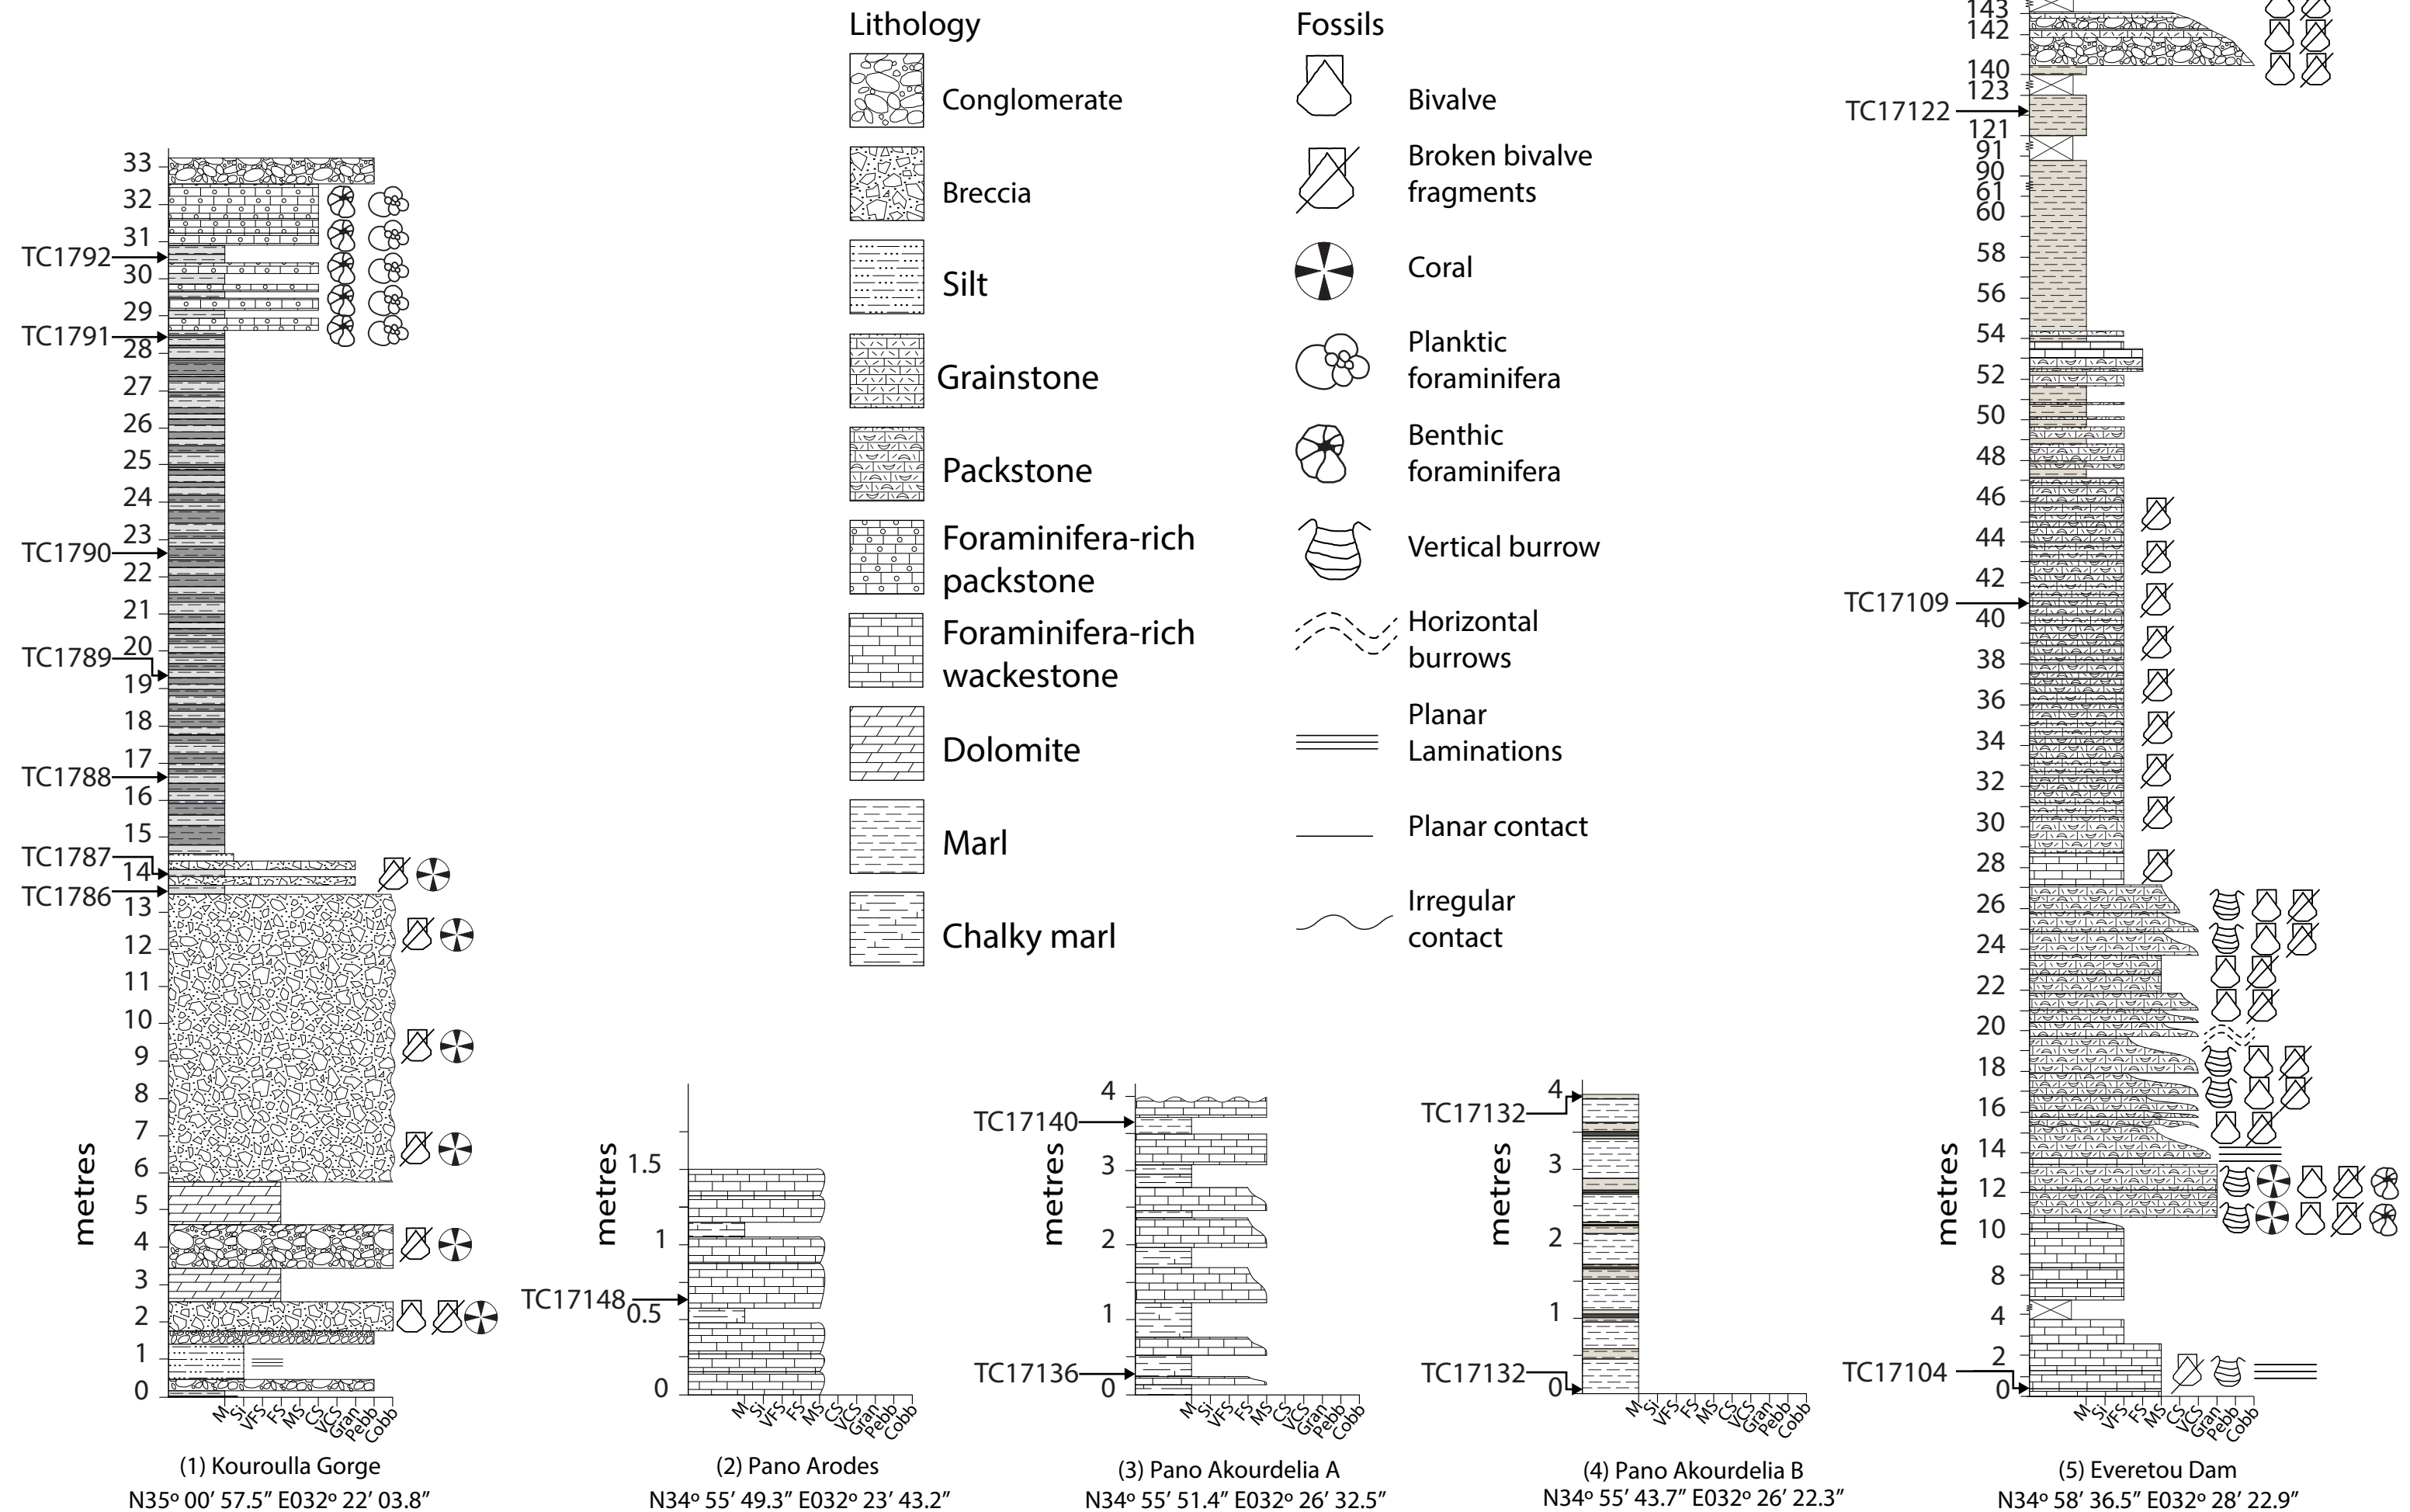 Lithology
Conglomerate
Breccia
Silt
Grainstone
Packstone
Foraminifera-rich
packstone
Foraminifera-rich
wackestone
Dolomite
Marl
Chalky marl
Fossils
Bivalve
Broken bivalve
fragments
Coral
Planktic
foraminifera
Benthic
foraminifera
Vertical burrow
Horizontal
burrows
Planar
Laminations
Planar contact
Irregular
contact
33
32
31
30
29
28
27
26
25
24
23
22
21
20
19
18
17
16
15
14
13
12
11
10
9
8
7
6
5
4
3
2
1
0
metres
TC1792
TC1791
TC1790
TC1789
TC1788
TC1787
TC1786
M Si VFS FS MS CS VCS Gran Pebb Cobb
(1) Kouroulla Gorge
N35º 00’ 57.5” E032º 22’ 03.8”
metres
1.5
1
0.5
0
TC17148
M Si VFS FS MS CS VCS Gran Pebb Cobb
(2) Pano Arodes
N34º 55’ 49.3” E032º 23’ 43.2”
metres
4
3
2
1
0
TC17140
TC17136
M Si VFS FS MS CS VCS Gran Pebb Cobb
(3) Pano Akourdelia A
N34º 55’ 51.4” E032º 26’ 32.5”
metres
4
3
2
1
0
TC17132
TC17132
M Si VFS FS MS CS VCS Gran Pebb Cobb
(4) Pano Akourdelia B
N34º 55’ 43.7” E032º 26’ 22.3”
143
142
140
123
121
91
90
61
60
58
56
54
52
50
48
46
44
42
40
38
36
34
32
30
28
26
24
22
20
18
16
14
12
10
8
4
2
0
metres
TC17122
TC17109
TC17104
M Si VFS FS MS CS VCS Gran Pebb Cobb
(5) Everetou Dam
N34º 58’ 36.5” E032º 28’ 22.9”